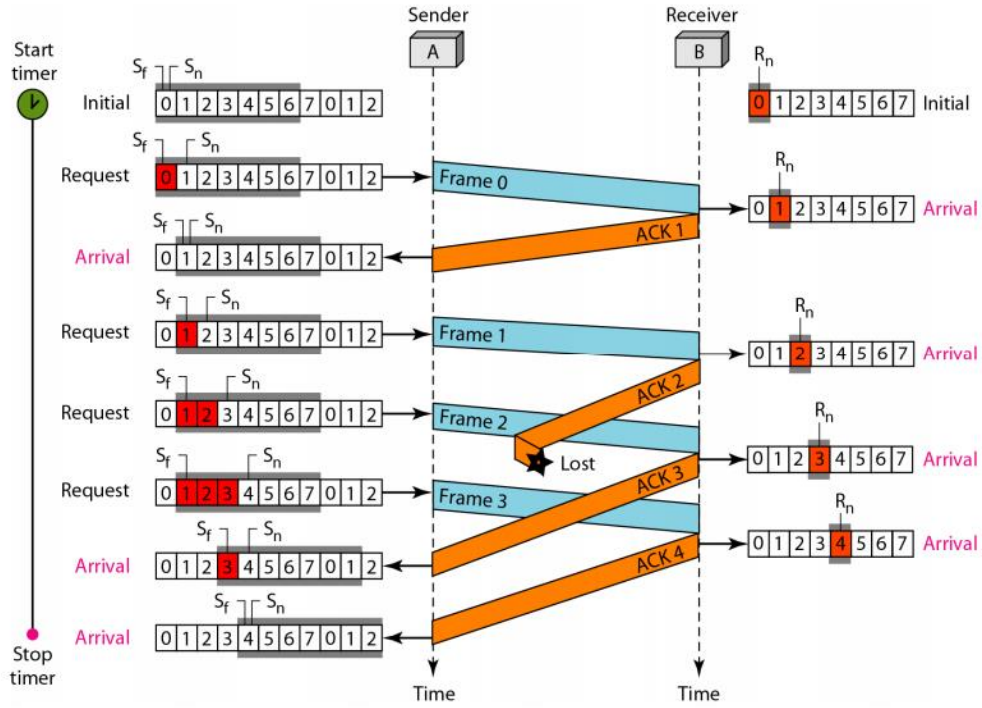 Sender
Receiver
A
B
Start
timer
Sf Sn
Initial
0 1 2 3 4 5 6 7 0 1 2
Rn
0 1 2 3 4 5 6 7
Initial
Sf Sn
Request
0 1 2 3 4 5 6 7 0 1 2
Frame 0
Rn
0 1 2 3 4 5 6 7
Arrival
Sf Sn
Arrival
0 1 2 3 4 5 6 7 0 1 2
ACK 1
Sf Sn
Request
0 1 2 3 4 5 6 7 0 1 2
Frame 1
Rn
0 1 2 3 4 5 6 7
Arrival
ACK 2
Sf Sn
Request
0 1 2 3 4 5 6 7 0 1 2
Frame 2
Lost
Rn
0 1 2 3 4 5 6 7
Arrival
ACK 3
Sf Sn
Request
0 1 2 3 4 5 6 7 0 1 2
Frame 3
Rn
0 1 2 3 4 5 6 7
Arrival
Sf Sn
Arrival
0 1 2 3 4 5 6 7 0 1 2
ACK 4
Sf Sn
Arrival
0 1 2 3 4 5 6 7 0 1 2
Stop
timer
Time
Time